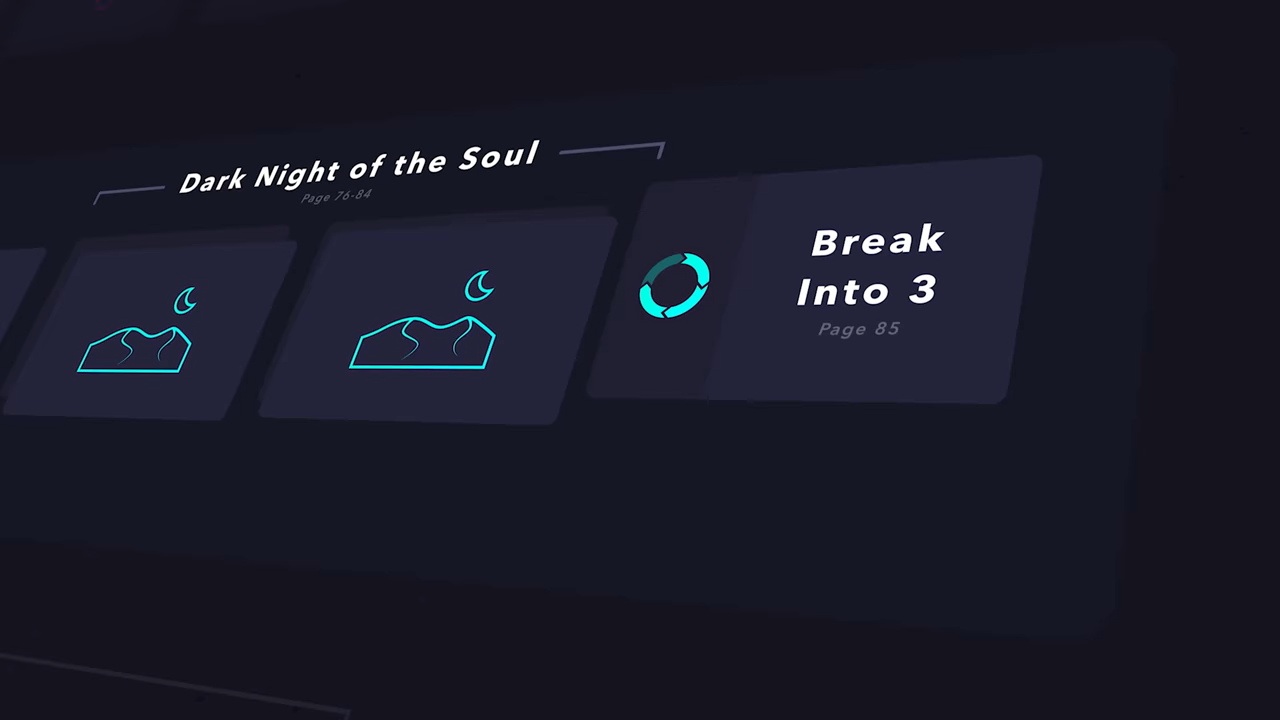 Dark Night of the Soul
Page 76-84
Break
Into 3
Page 85